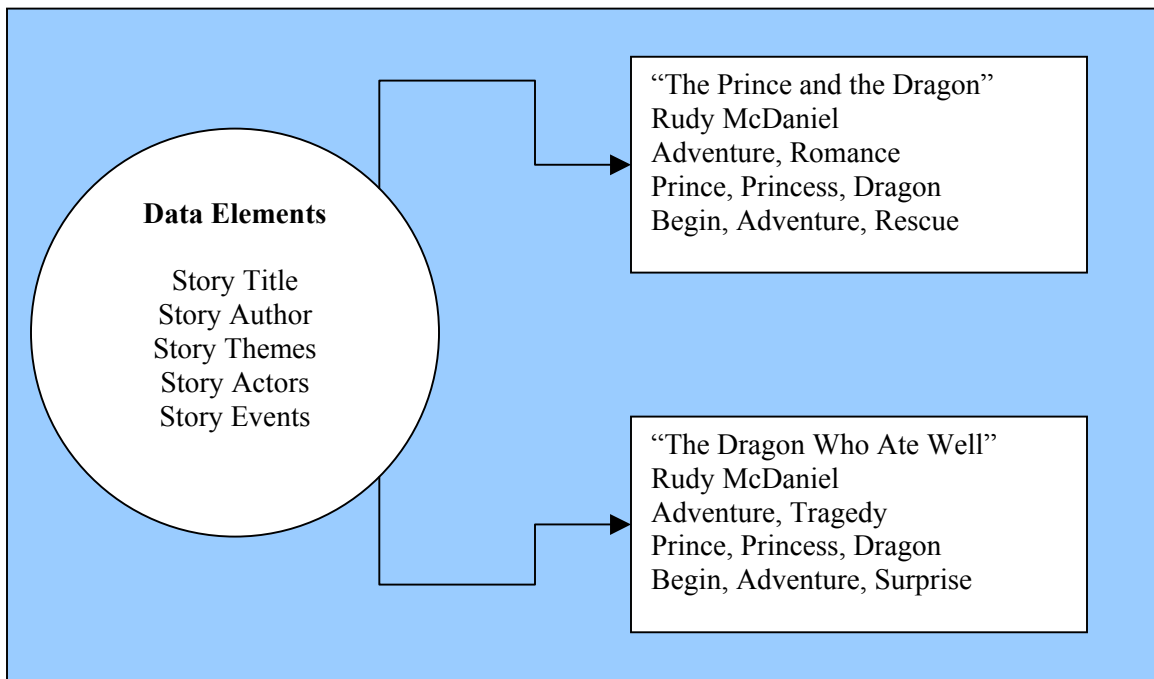 Data Elements
Story Title
Story Author
Story Themes
Story Actors
Story Events
“The Prince and the Dragon”
Rudy McDaniel
Adventure, Romance
Prince, Princess, Dragon
Begin, Adventure, Rescue
“The Dragon Who Ate Well”
Rudy McDaniel
Adventure, Tragedy
Prince, Princess, Dragon
Begin, Adventure, Surprise